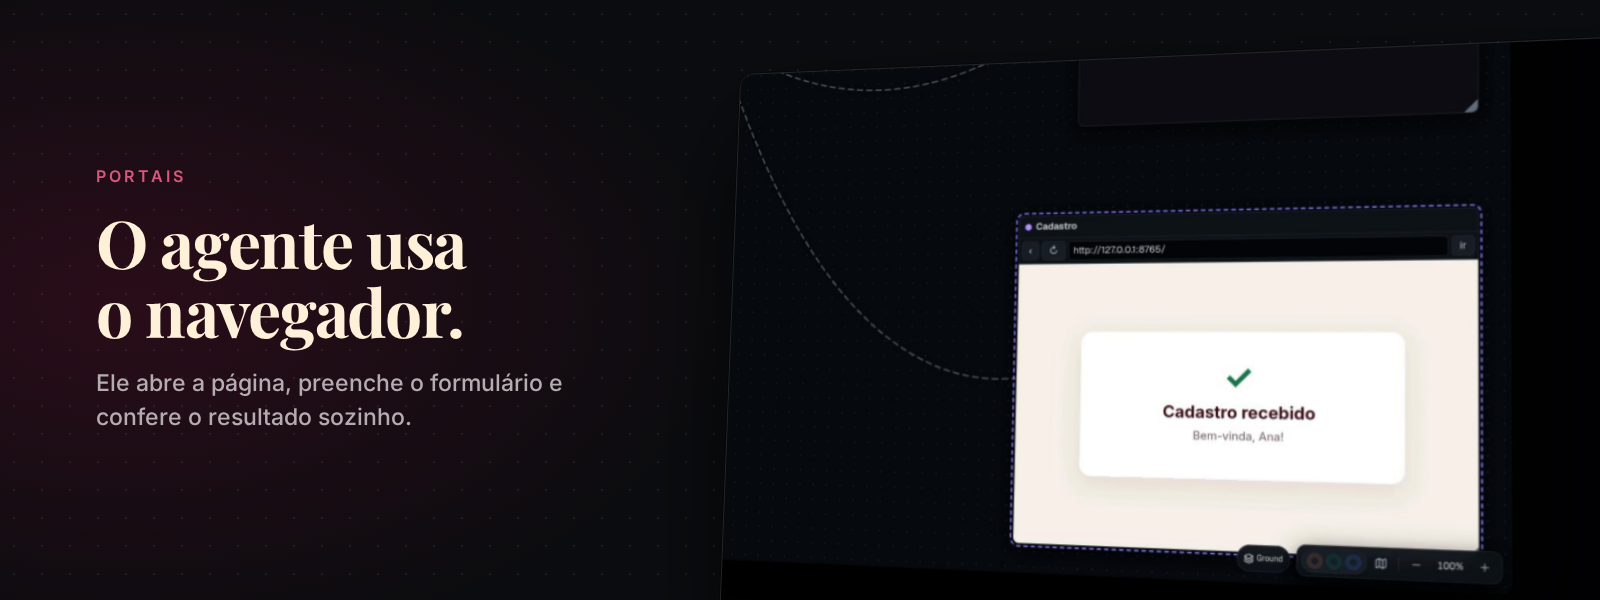 PORTAIS
O agente usa
o navegador.
Ele abre a página, preenche o formulário e
confere o resultado sozinho.
Cadastro
http://127.0.0.1:8765/
Ir
Cadastro recebido
Bem-vinda, Ana!
Ground
100%